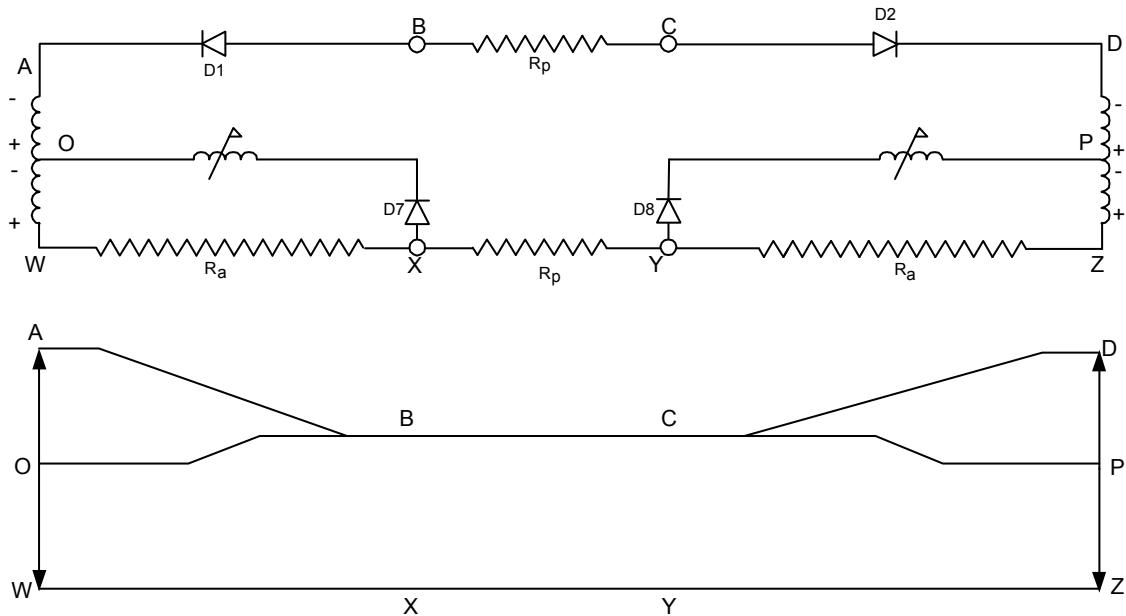 B C D2
A D1 Rp D
-
-
+ O P +
-
-
+ D7 D8 +
W Ra X Rp Y Ra Z
A D
B C
O P
W Z
X Y